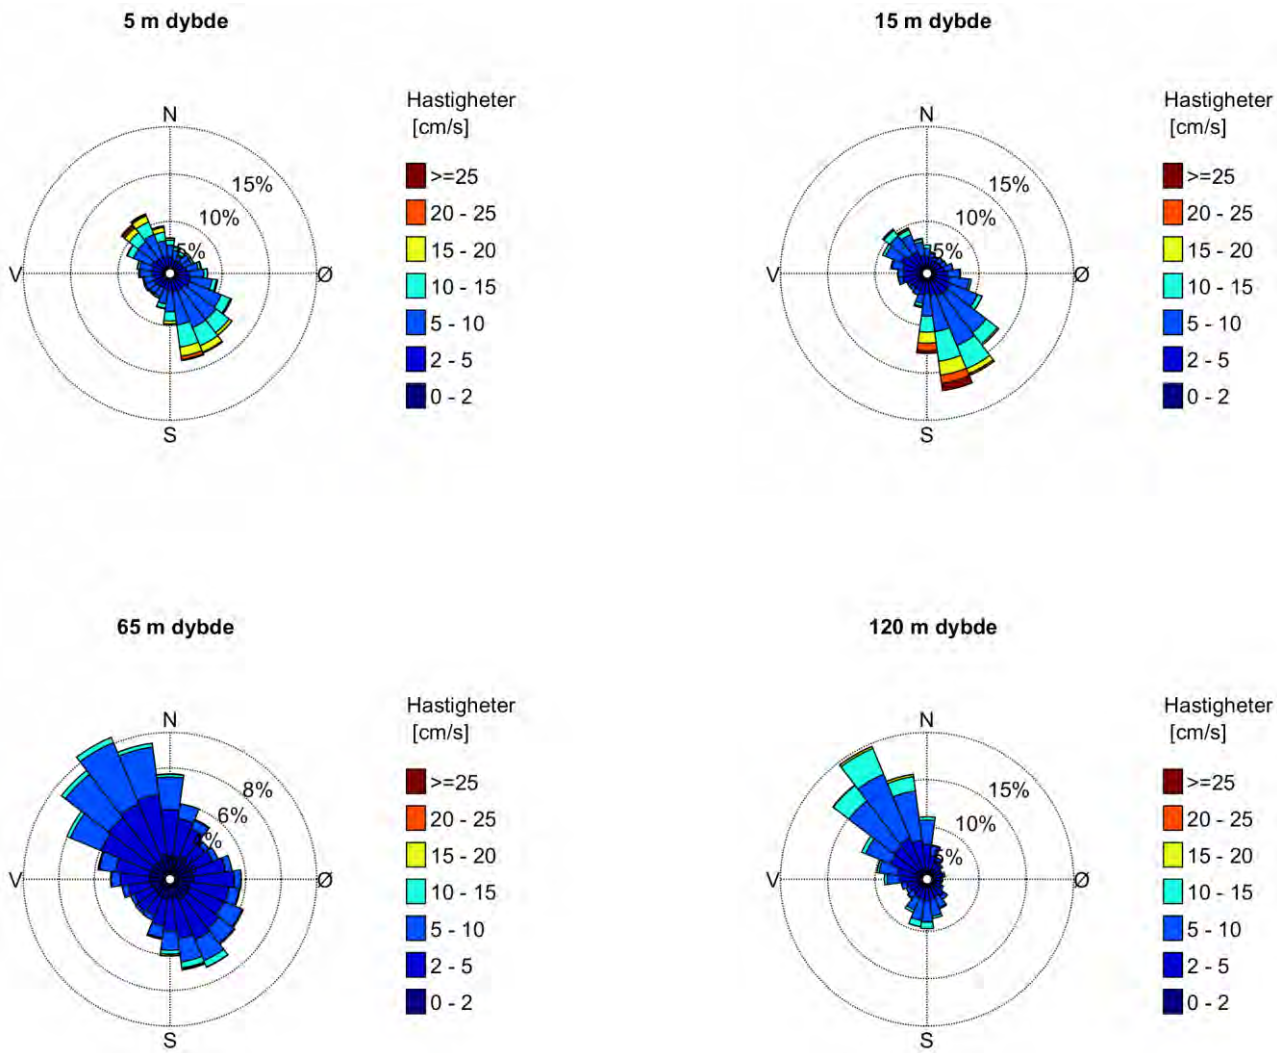 5 m dybde
N
V
Ø
S
15%
10%
5%
Hastigheter
[cm/s]
>=25
20 - 25
15 - 20
10 - 15
5 - 10
2 - 5
0 - 2
15 m dybde
N
V
Ø
S
15%
10%
5%
Hastigheter
[cm/s]
>=25
20 - 25
15 - 20
10 - 15
5 - 10
2 - 5
0 - 2
65 m dybde
N
V
Ø
S
8%
6%
Hastigheter
[cm/s]
>=25
20 - 25
15 - 20
10 - 15
5 - 10
2 - 5
0 - 2
120 m dybde
N
V
Ø
S
15%
10%
5%
Hastigheter
[cm/s]
>=25
20 - 25
15 - 20
10 - 15
5 - 10
2 - 5
0 - 2